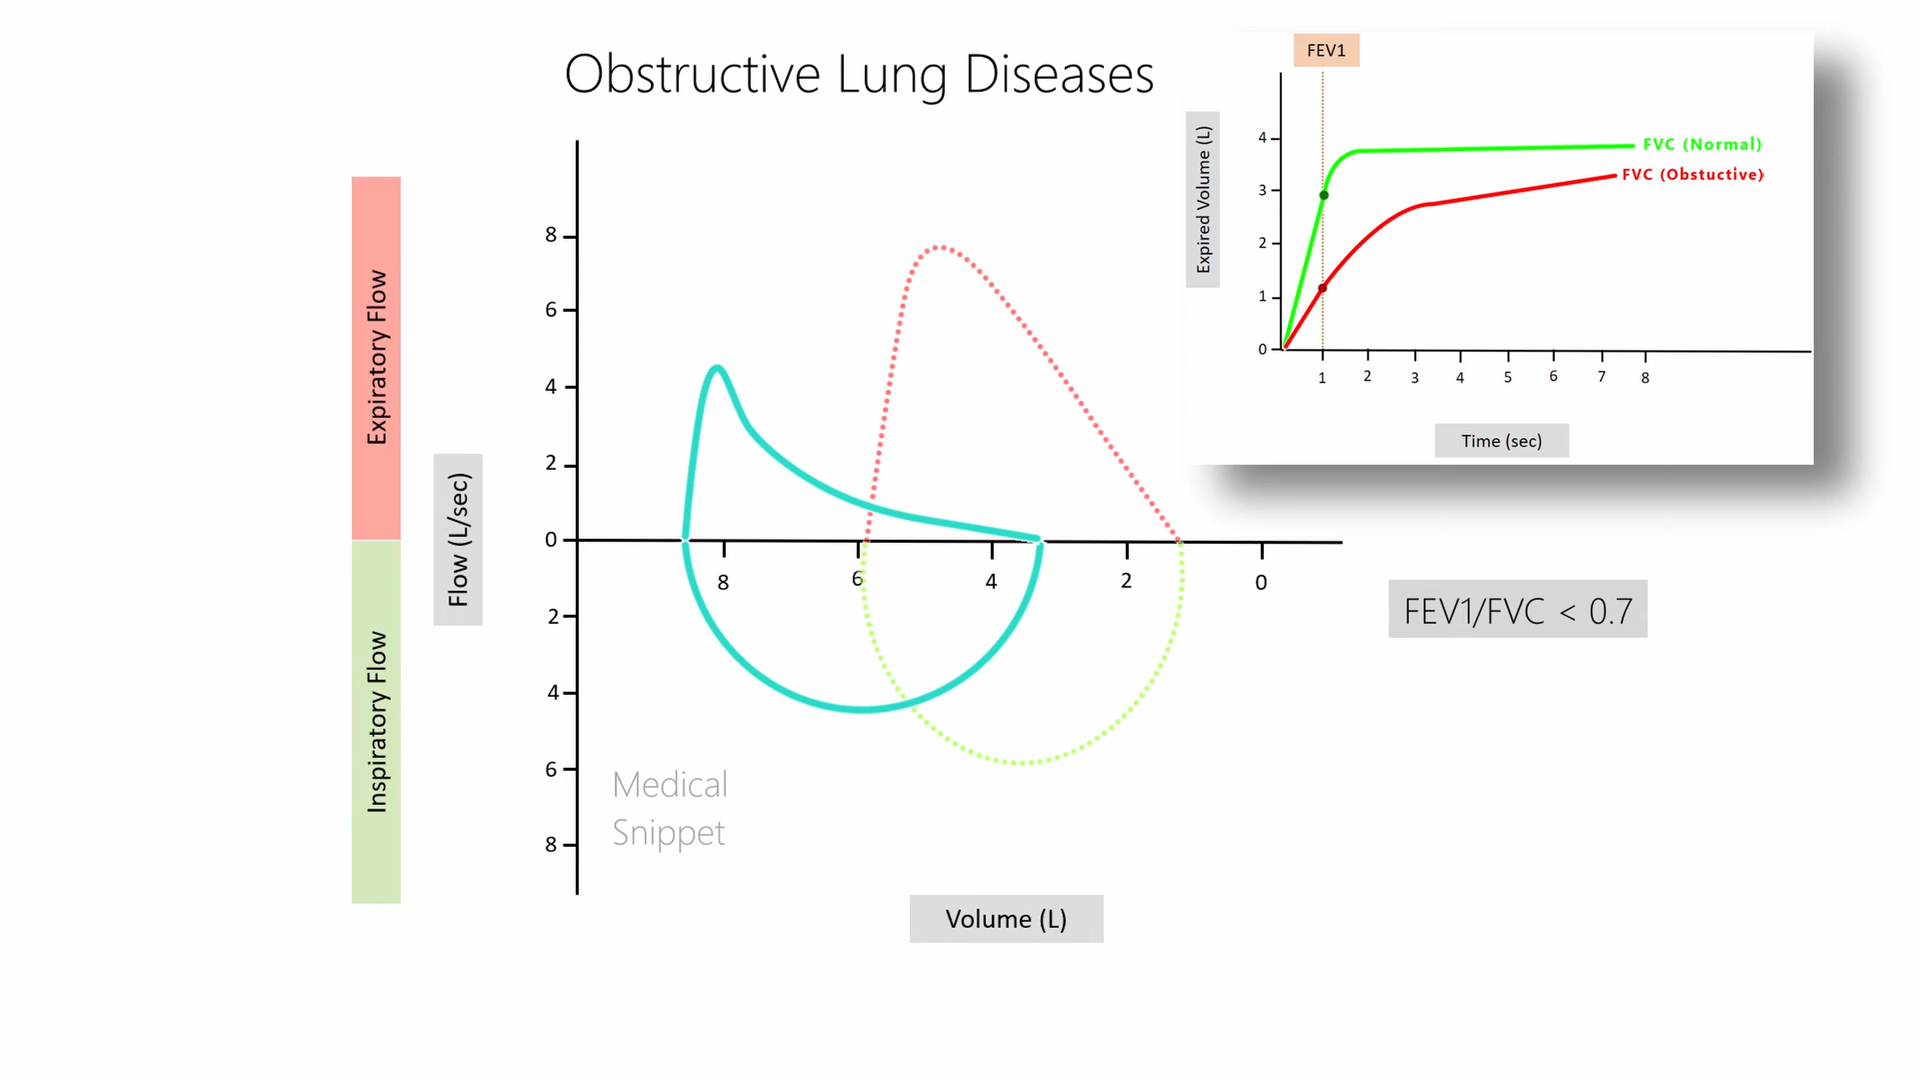 Obstructive Lung Diseases
FEV1
Expired Volume (L)
4
3
2
1
0
FVC (Normal)
FVC (Obstuctive)
1 2 3 4 5 6 7 8
Time (sec)
Expiratory Flow
Inspiratory Flow
Flow (L/sec)
8
6
4
2
0
2
4
6
8
8 6 4 2 0
Volume (L)
FEV1/FVC < 0.7
Medical
Snippet